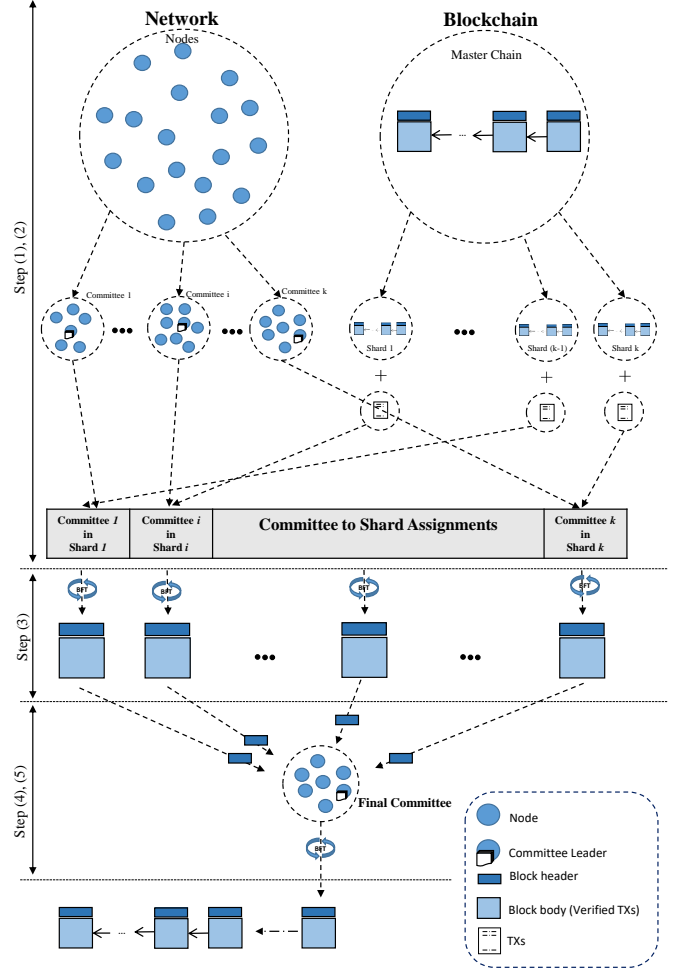 Network
Nodes
Blockchain
Master Chain
Step (1), (2)
Committee 1
Committee i
Committee k
•••
•••
•••
...
Shard 1
Shard (k-1)
Shard k
+
+
+
Committee 1
in
Shard 1
Committee i
in
Shard i
Committee to Shard Assignments
Committee k
in
Shard k
Step (3)
BFT
BFT
BFT
BFT
•••
•••
Step (4), (5)
Final Committee
BFT
...
Node
Committee Leader
Block header
Block body (Verified TXs)
TXs